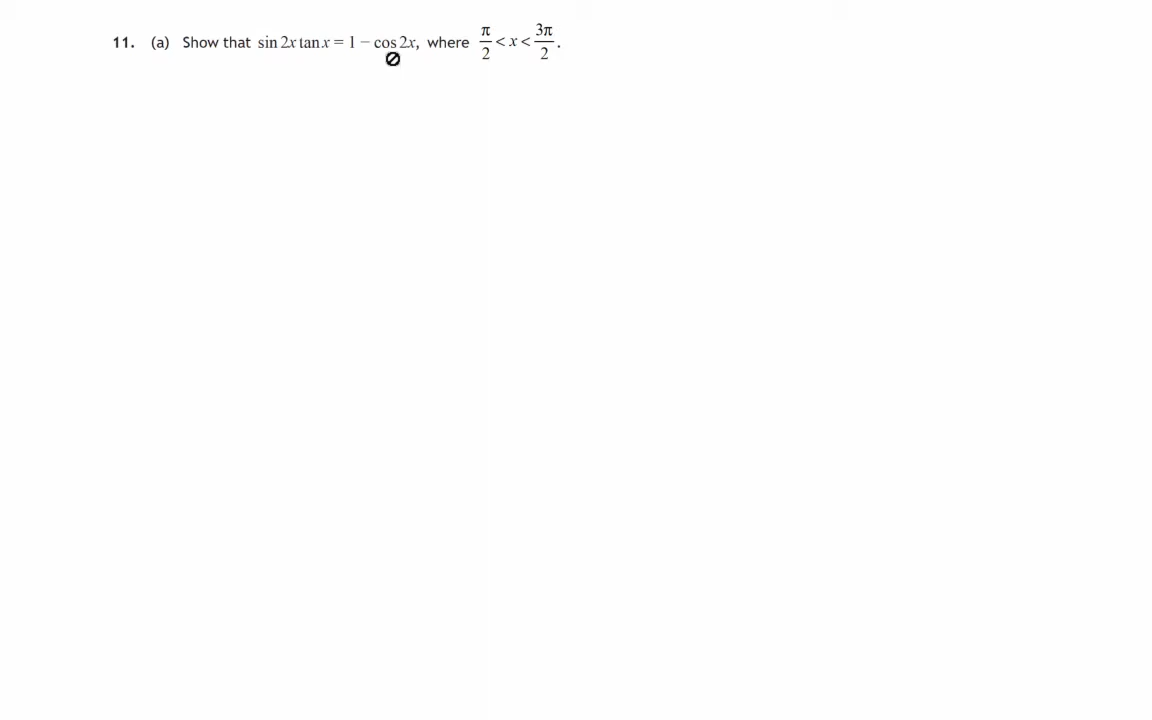 11. (a) Show that sin 2x tan x = 1 − cos 2x, where π/2 < x < 3π/2.